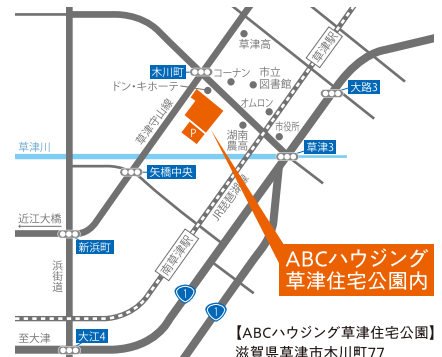 草津高
草津駅
木川町
コーナン
市立
図書館
ドン・キホーテ
大路3
オムロン
草津守山線
P
湖南
農高
市役所
草津川
草津3
矢橋中央
JR琵琶湖線
近江大橋
新浜町
南草津駅
浜街道
ABCハウジング
草津住宅公園内
1
1
至大津
大江4
【ABCハウジング草津住宅公園】
滋賀県草津市木川町77